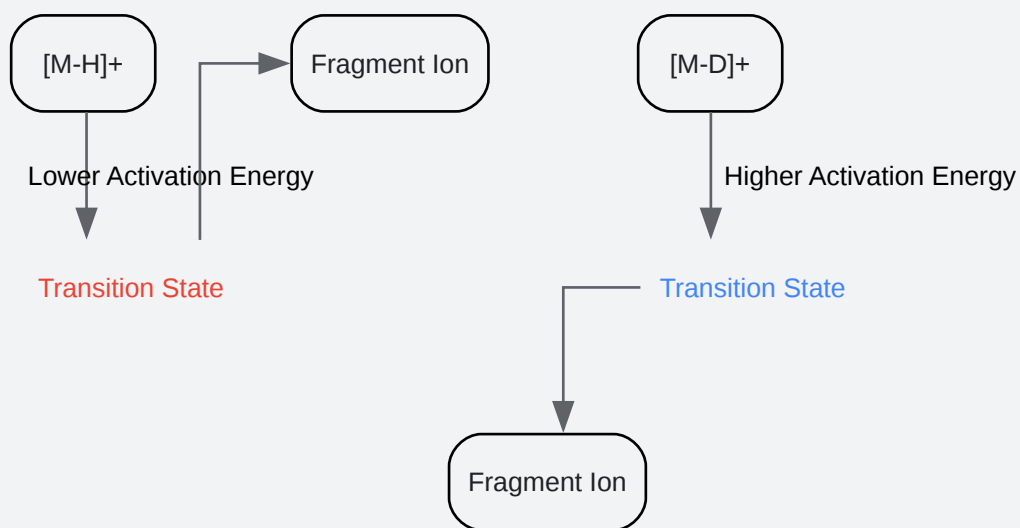 [M-H]+
Fragment Ion
[M-D]+
Lower Activation Energy
Higher Activation Energy
Transition State
Transition State
Fragment Ion